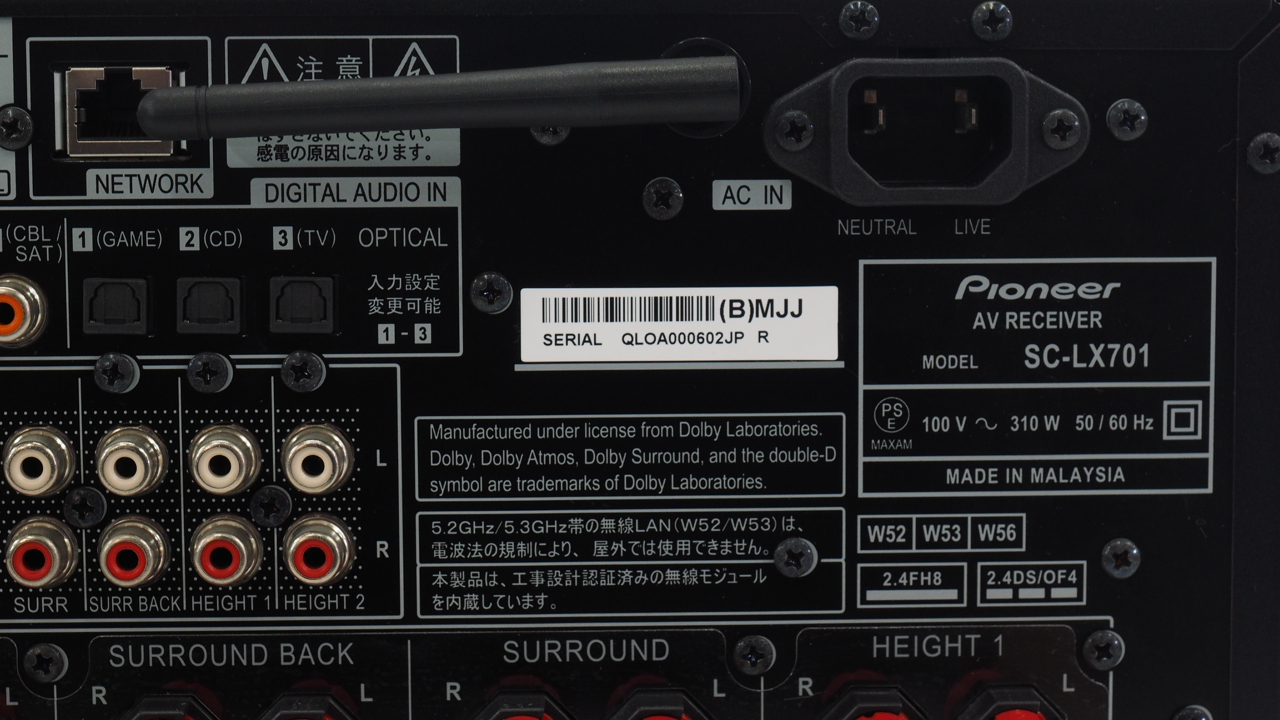 注 意
はずさないでください。
感電の原因になります。
NETWORK
DIGITAL AUDIO IN
(CBL/
SAT)
1 (GAME) 2 (CD) 3 (TV) OPTICAL
入力設定
変更可能
1 - 3
L
R
SURR SURR BACK HEIGHT 1 HEIGHT 2
AC IN
NEUTRAL LIVE
(B)MJJ
SERIAL QLOA000602JP R
Pioneer
AV RECEIVER
MODEL SC-LX701
PS
E
MAXAM
100 V ～ 310 W 50 / 60 Hz
MADE IN MALAYSIA
Manufactured under license from Dolby Laboratories.
Dolby, Dolby Atmos, Dolby Surround, and the double-D
symbol are trademarks of Dolby Laboratories.
5.2GHz/5.3GHz帯の無線LAN(W52/W53)は、
電波法の規制により、屋外では使用できません。
本製品は、工事設計認証済みの無線モジュール
を内蔵しています。
W52 W53 W56
2.4FH8 2.4DS/OF4
SURROUND BACK SURROUND HEIGHT 1
L R L R L R L